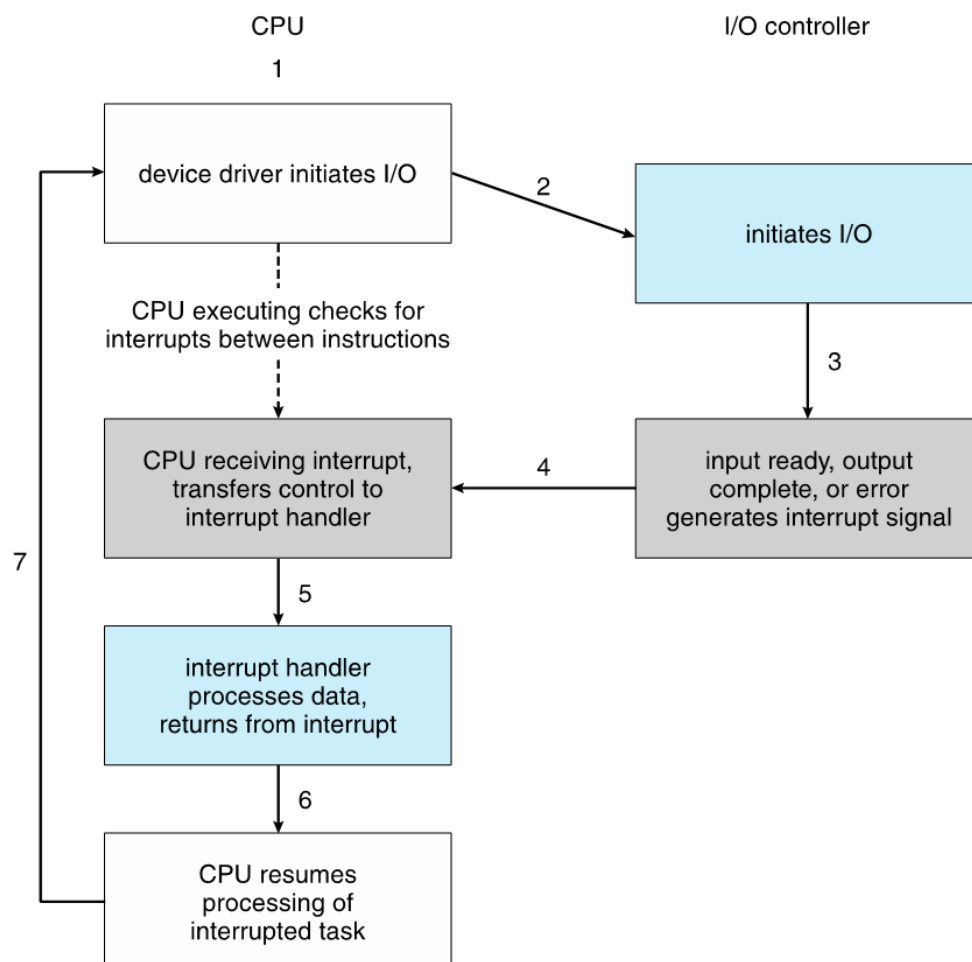 CPU
I/O controller
1
device driver initiates I/O
2
initiates I/O
CPU executing checks for
interrupts between instructions
3
CPU receiving interrupt,
transfers control to
interrupt handler
4
input ready, output
complete, or error
generates interrupt signal
7
5
interrupt handler
processes data,
returns from interrupt
6
CPU resumes
processing of
interrupted task